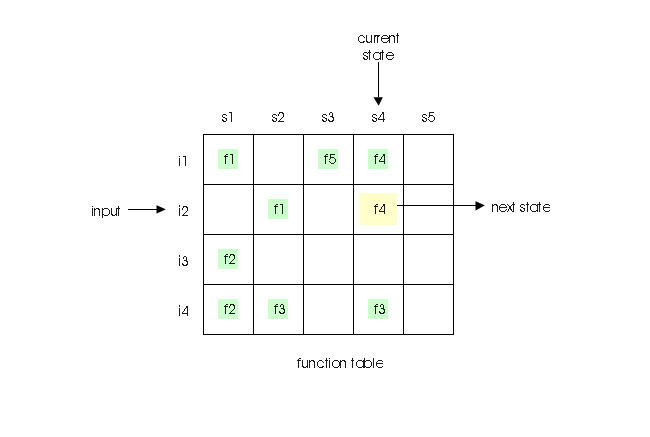 current
state
s1 s2 s3 s4 s5
i1 f1 f5 f4
input i2 f1 f4 next state
i3 f2
i4 f2 f3 f3
function table